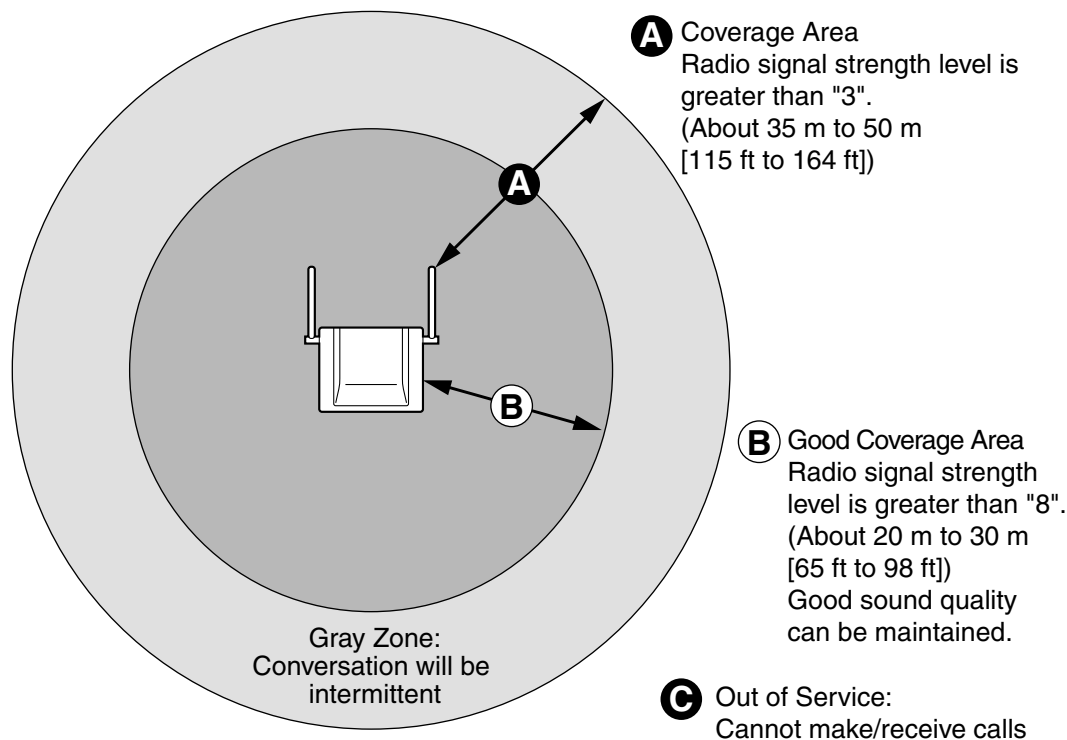 A Coverage Area
Radio signal strength level is
greater than "3".
(About 35 m to 50 m
[115 ft to 164 ft])
A
B
B Good Coverage Area
Radio signal strength
level is greater than "8".
(About 20 m to 30 m
[65 ft to 98 ft])
Good sound quality
can be maintained.
Gray Zone:
Conversation will be
intermittent
C Out of Service:
Cannot make/receive calls